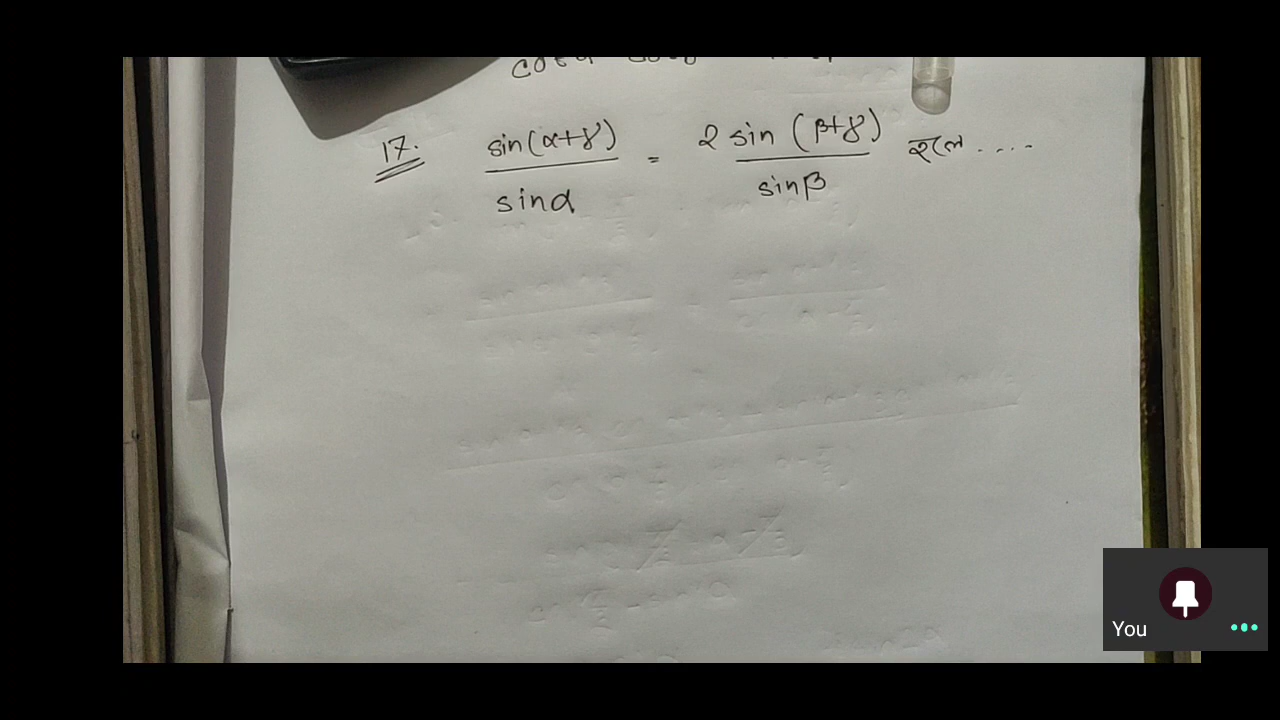 17. sin(α+γ)/sinα = 2 sin(β+γ)/sinβ হলে ....
You